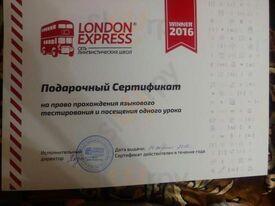 LONDON
EXPRESS
СЕТЬ
ЛИНГВИСТИЧЕСКИХ ШКОЛ
WINNER
2016
Подарочный Сертификат
на право прохождения языкового
тестирования и посещения одного урока
Исполнительный
директор
Дата выдачи:
Сертификат действителен в течение года